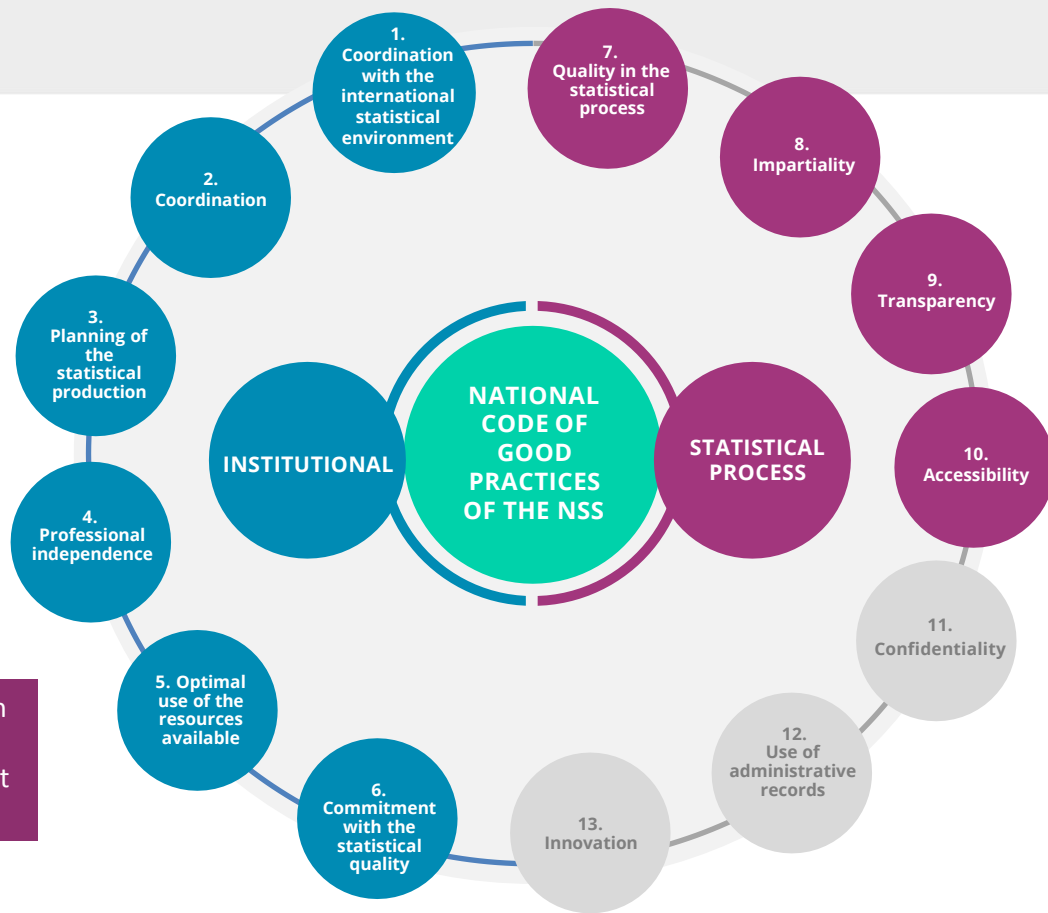 1.
Coordination
with the
international
statistical
environment
2.
Coordination
3.
Planning of
the
statistical
production
4.
Professional
independence
5. Optimal
use of the
resources
available
6.
Commitment
with the
statistical
quality
INSTITUTIONAL
NATIONAL
CODE OF
GOOD
PRACTICES
OF THE NSS
STATISTICAL
PROCESS
7.
Quality in the
statistical
process
8.
Impartiality
9.
Transparency
10.
Accessibility
11.
Confidentiality
12.
Use of
administrative
records
13.
Innovation